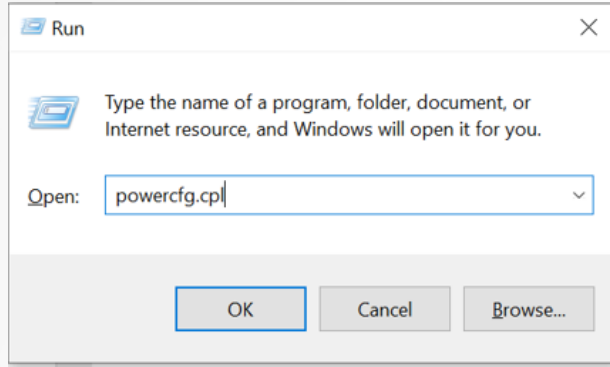 Run
Type the name of a program, folder, document, or
Internet resource, and Windows will open it for you.
Open: powercfg.cpl
OK Cancel Browse...